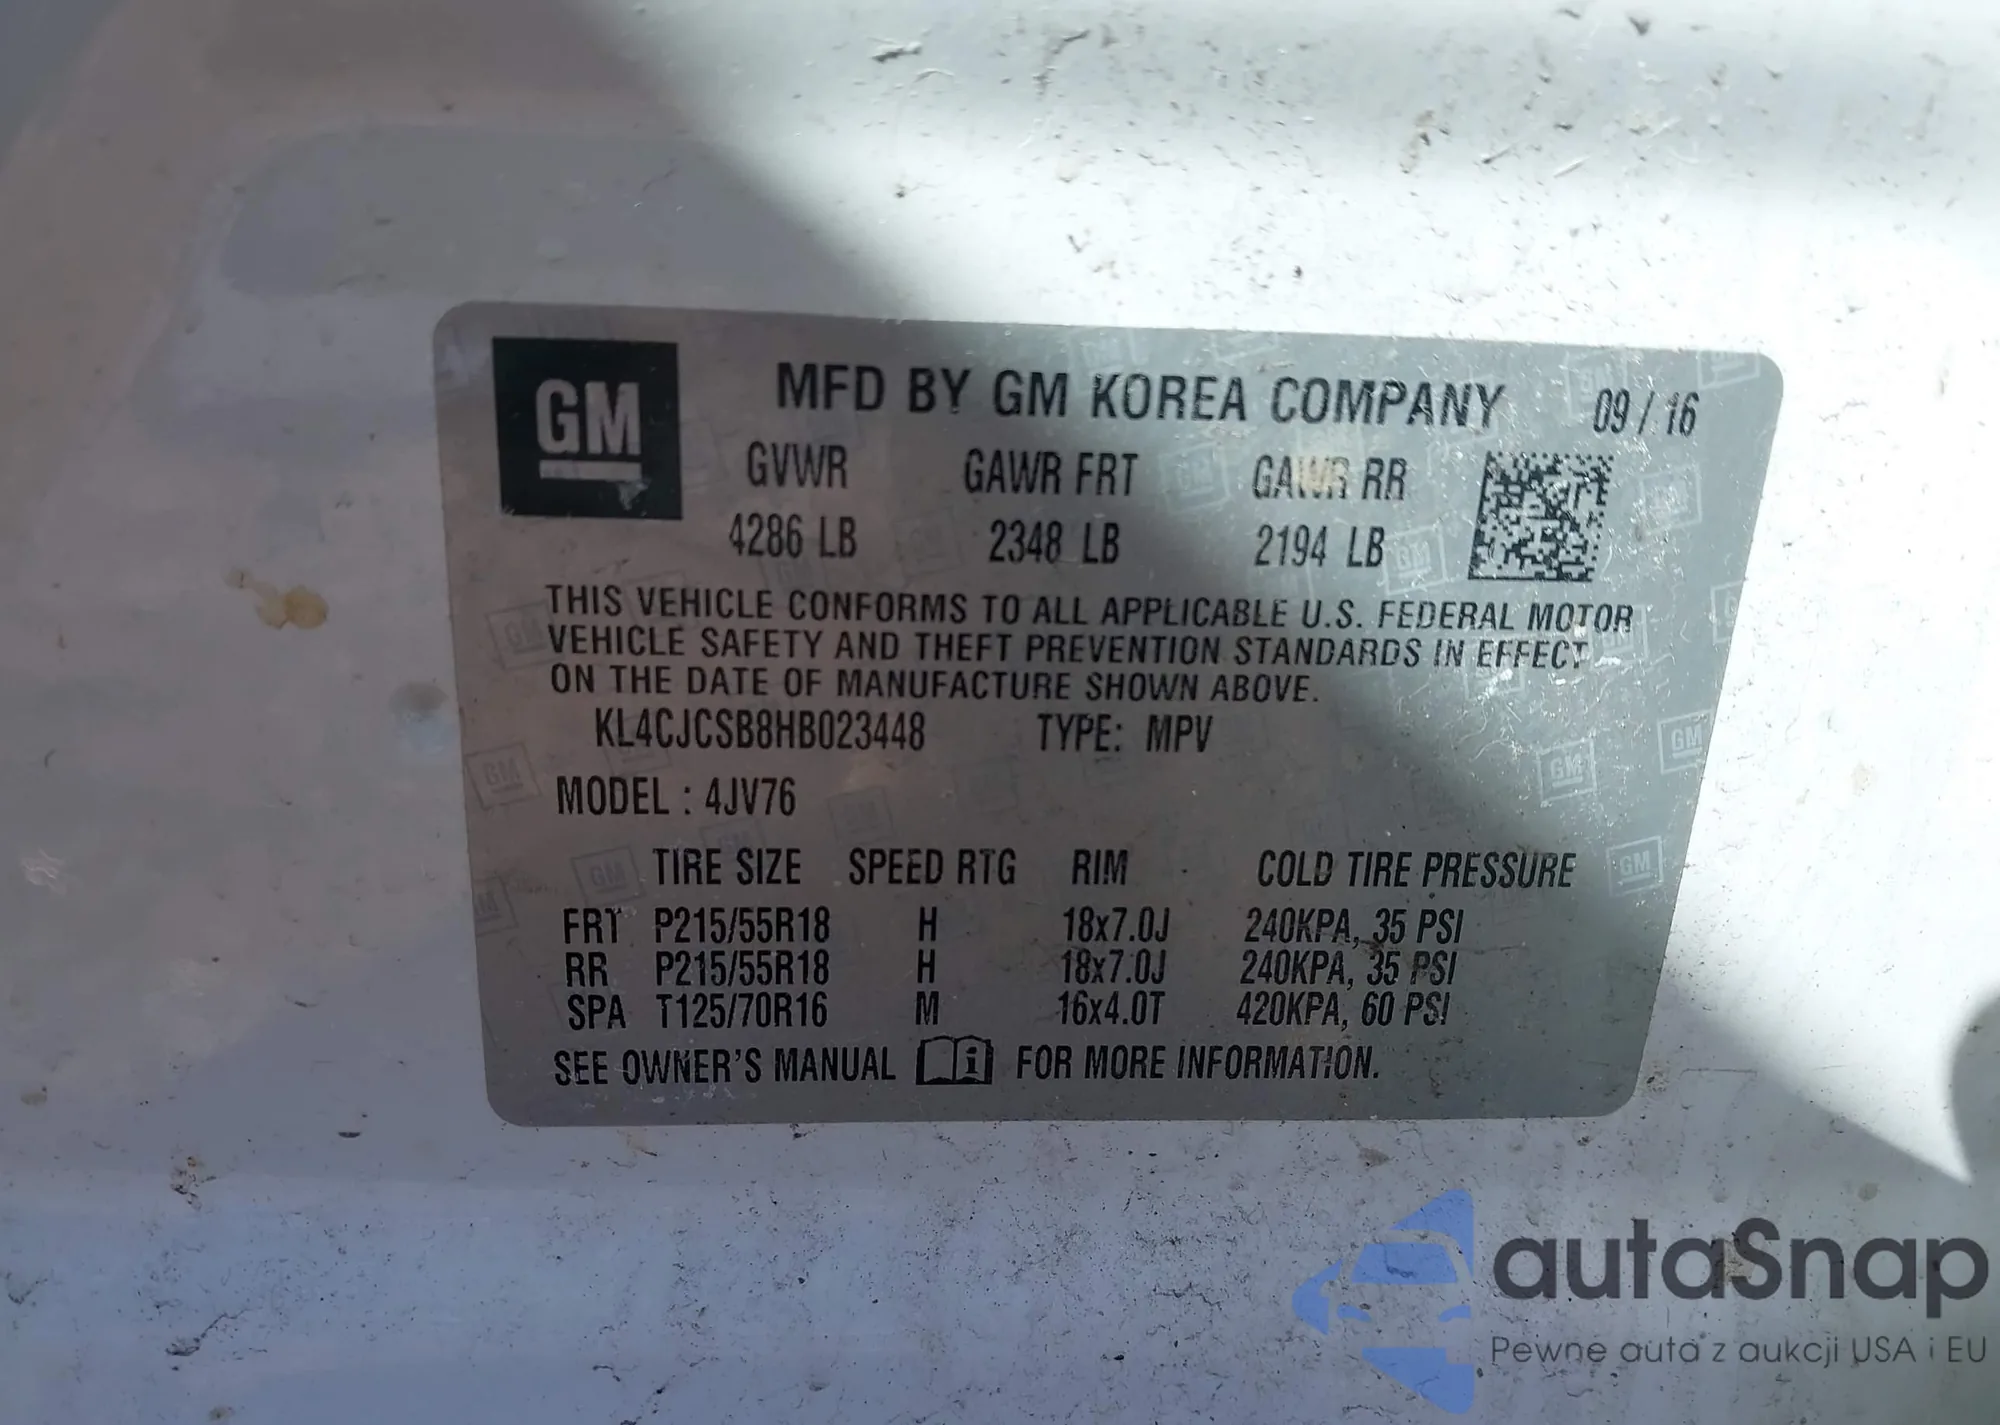 GM
MFD BY GM KOREA COMPANY 09 / 16
GVWR GAWR FRT GAWR RR
4286 LB 2348 LB 2194 LB
THIS VEHICLE CONFORMS TO ALL APPLICABLE U.S. FEDERAL MOTOR
VEHICLE SAFETY AND THEFT PREVENTION STANDARDS IN EFFECT
ON THE DATE OF MANUFACTURE SHOWN ABOVE.
KL4CJCSB8HB023448 TYPE: MPV
MODEL : 4JV76
TIRE SIZE SPEED RTG RIM COLD TIRE PRESSURE
FRT P215/55R18 H 18x7.0J 240KPA, 35 PSI
RR P215/55R18 H 18x7.0J 240KPA, 35 PSI
SPA T125/70R16 M 16x4.0T 420KPA, 60 PSI
SEE OWNER'S MANUAL i FOR MORE INFORMATION.
autaSnap
Pewne auta z aukcji USA i EU